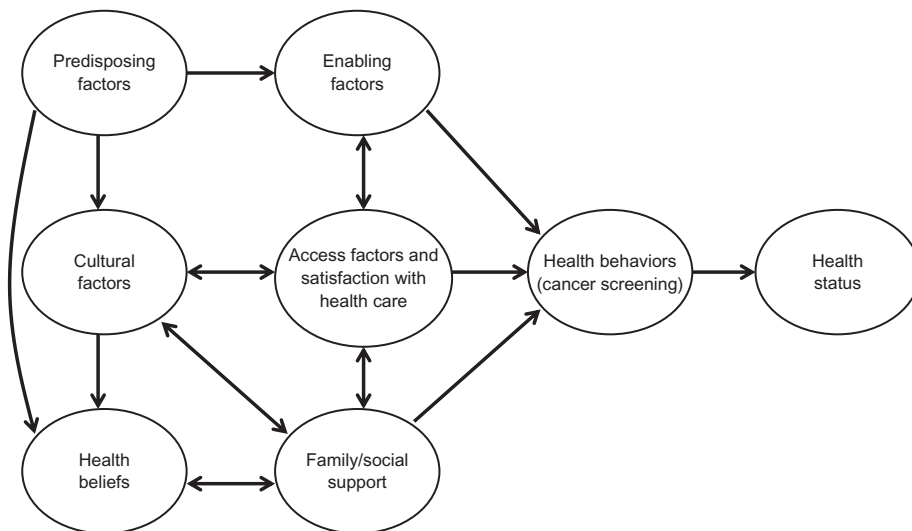 Predisposing
factors
Enabling
factors
Cultural
factors
Access factors and
satisfaction with
health care
Health behaviors
(cancer screening)
Health
status
Health
beliefs
Family/social
support